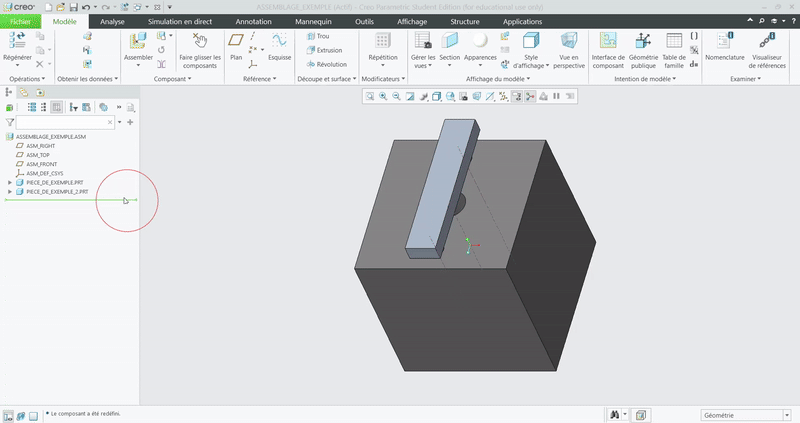 creo
ASSEMBLAGE_EXEMPLE (Actif) - Creo Parametric Student Edition (for educational use only)
Fichier Modèle Analyse Simulation en direct Annotation Mannequin Outils Affichage Structure Applications
Régénérer
Opérations
Obtenir les données
Assembler
Faire glisser les composants
Composant
Plan
Esquisse
Référence
Trou
Extrusion
Révolution
Découpe et surface
Répétition
Modificateurs
Gérer les vues
Section
Apparences
Style d'affichage
Vue en perspective
Affichage du modèle
Interface de composant
Géométrie publique
Table de famille
Intention de modèle
Nomenclature
Visualiseur de références
Examiner
ASSEMBLAGE_EXEMPLE.ASM
ASM_RIGHT
ASM_TOP
ASM_FRONT
ASM_DEF_CSYS
PIECE_DE_EXEMPLE.PRT
PIECE_DE_EXEMPLE_2.PRT
• Le composant a été redéfini.
Géométrie